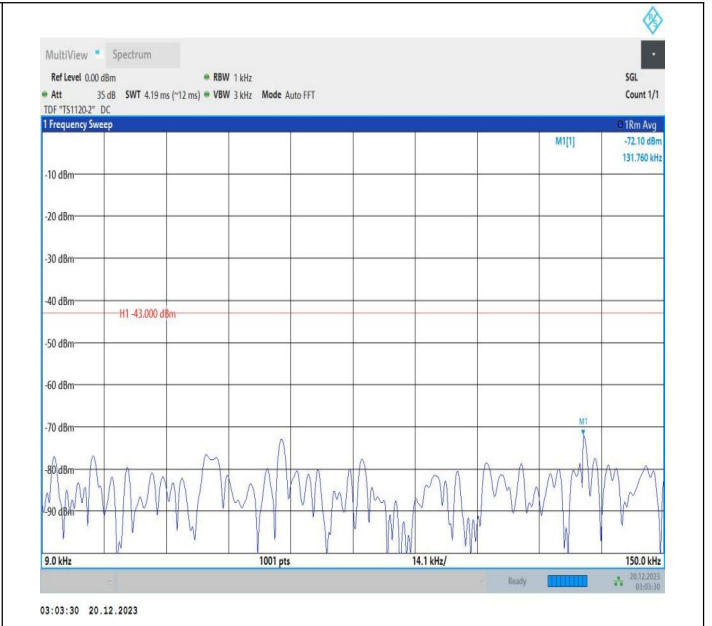 R&S
MultiView Spectrum
Ref Level 0.00 dBm RBW 1 kHz SGL
Att 35 dB SWT 4.19 ms (~12 ms) VBW 3 kHz Mode Auto FFT Count 1/1
TDF "TS1120-2" DC
1 Frequency Sweep 1Rm Avg
M1[1] -72.10 dBm
131.760 kHz
-10 dBm
-20 dBm
-30 dBm
-40 dBm
H1 -43.000 dBm
-50 dBm
-60 dBm
-70 dBm
M1
-80 dBm
-90 dBm
9.0 kHz 1001 pts 14.1 kHz/ 150.0 kHz
Ready 20.12.2023
03:03:30
03:03:30 20.12.2023